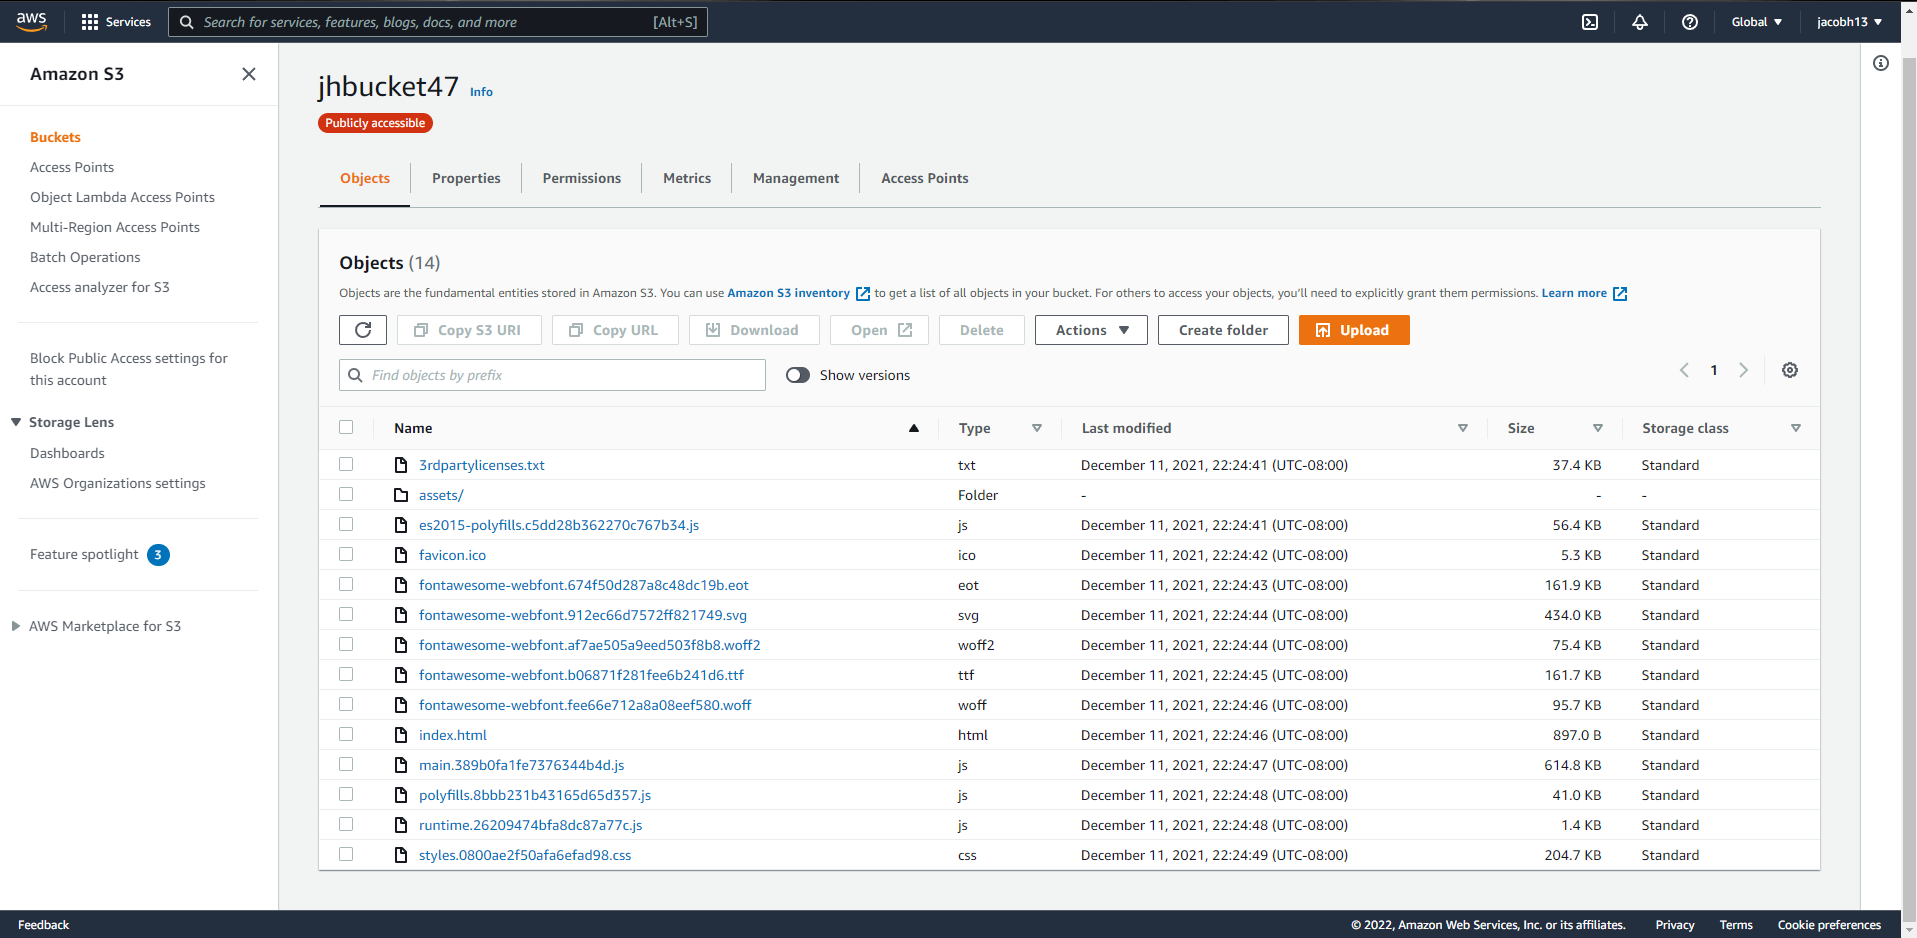 aws Services Search for services, features, blogs, docs, and more [Alt+S] Global jacobh13
Amazon S3
Buckets
Access Points
Object Lambda Access Points
Multi-Region Access Points
Batch Operations
Access analyzer for S3
Block Public Access settings for
this account
Storage Lens
Dashboards
AWS Organizations settings
Feature spotlight 3
AWS Marketplace for S3
jhbucket47 Info
Publicly accessible
Objects Properties Permissions Metrics Management Access Points
Objects (14)
Objects are the fundamental entities stored in Amazon S3. You can use Amazon S3 inventory to get a list of all objects in your bucket. For others to access your objects, you'll need to explicitly grant them permissions. Learn more
Copy S3 URI Copy URL Download Open Delete Actions Create folder Upload
Find objects by prefix Show versions 1
Name Type Last modified Size Storage class
3rdpartylicenses.txt txt December 11, 2021, 22:24:41 (UTC-08:00) 37.4 KB Standard
assets/ Folder - - -
es2015-polyfills.c5dd28b362270c767b34.js js December 11, 2021, 22:24:41 (UTC-08:00) 56.4 KB Standard
favicon.ico ico December 11, 2021, 22:24:42 (UTC-08:00) 5.3 KB Standard
fontawesome-webfont.674f50d287a8c48dc19b.eot eot December 11, 2021, 22:24:43 (UTC-08:00) 161.9 KB Standard
fontawesome-webfont.912ec66d7572ff821749.svg svg December 11, 2021, 22:24:44 (UTC-08:00) 434.0 KB Standard
fontawesome-webfont.af7ae505a9eed503f8b8.woff2 woff2 December 11, 2021, 22:24:44 (UTC-08:00) 75.4 KB Standard
fontawesome-webfont.b06871f281fee6b241d6.ttf ttf December 11, 2021, 22:24:45 (UTC-08:00) 161.7 KB Standard
fontawesome-webfont.fee66e712a8a08eef580.woff woff December 11, 2021, 22:24:46 (UTC-08:00) 95.7 KB Standard
index.html html December 11, 2021, 22:24:46 (UTC-08:00) 897.0 B Standard
main.389b0fa1fe7376344b4d.js js December 11, 2021, 22:24:47 (UTC-08:00) 614.8 KB Standard
polyfills.8bbb231b43165d65d357.js js December 11, 2021, 22:24:48 (UTC-08:00) 41.0 KB Standard
runtime.26209474bfa8dc87a77c.js js December 11, 2021, 22:24:48 (UTC-08:00) 1.4 KB Standard
styles.0800ae2f50afa6efad98.css css December 11, 2021, 22:24:49 (UTC-08:00) 204.7 KB Standard
Feedback © 2022, Amazon Web Services, Inc. or its affiliates. Privacy Terms Cookie preferences